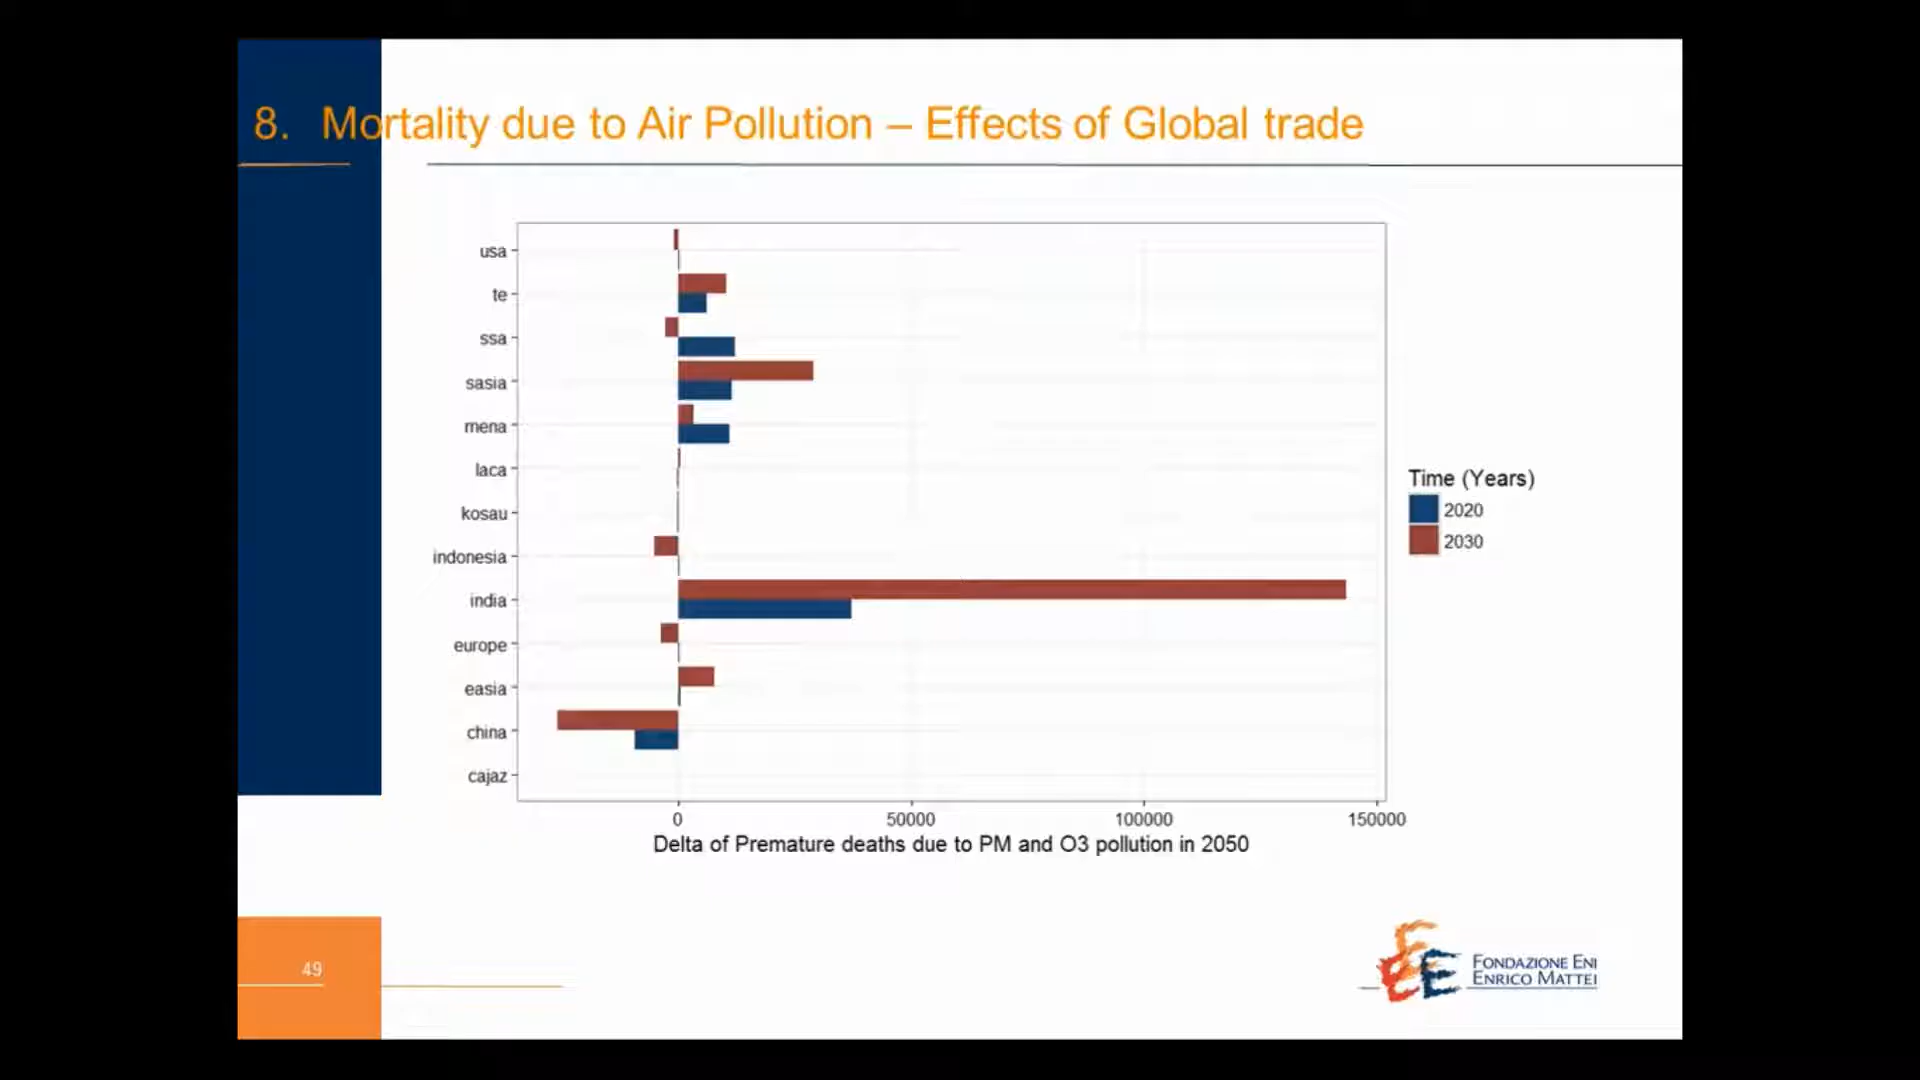 8. Mortality due to Air Pollution – Effects of Global trade
usa
te
ssa
sasia
mena
laca
kosau
indonesia
india
europe
easia
china
cajaz
0 50000 100000 150000
Delta of Premature deaths due to PM and O3 pollution in 2050
Time (Years)
2020
2030
49
FONDAZIONE ENI
ENRICO MATTEI